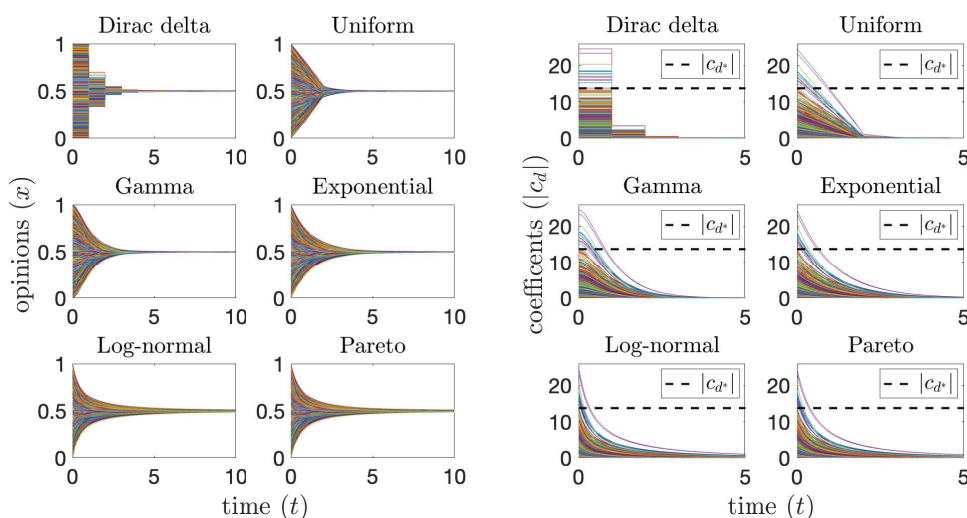 Dirac delta
Uniform
1
0.5
0
0 5 10
1
0.5
0
0 5 10
Gamma
Exponential
1
0.5
0
0 5 10
1
0.5
0
0 5 10
Log-normal
Pareto
1
0.5
0
0 5 10
1
0.5
0
0 5 10
opinions (x)
time (t)
Dirac delta
Uniform
20
10
0
0 5
|c_{d*}|
20
10
0
0 5
|c_{d*}|
Gamma
Exponential
20
10
0
0 5
|c_{d*}|
20
10
0
0 5
|c_{d*}|
Log-normal
Pareto
20
10
0
0 5
|c_{d*}|
20
10
0
0 5
|c_{d*}|
coefficents (|c_d|)
time (t)